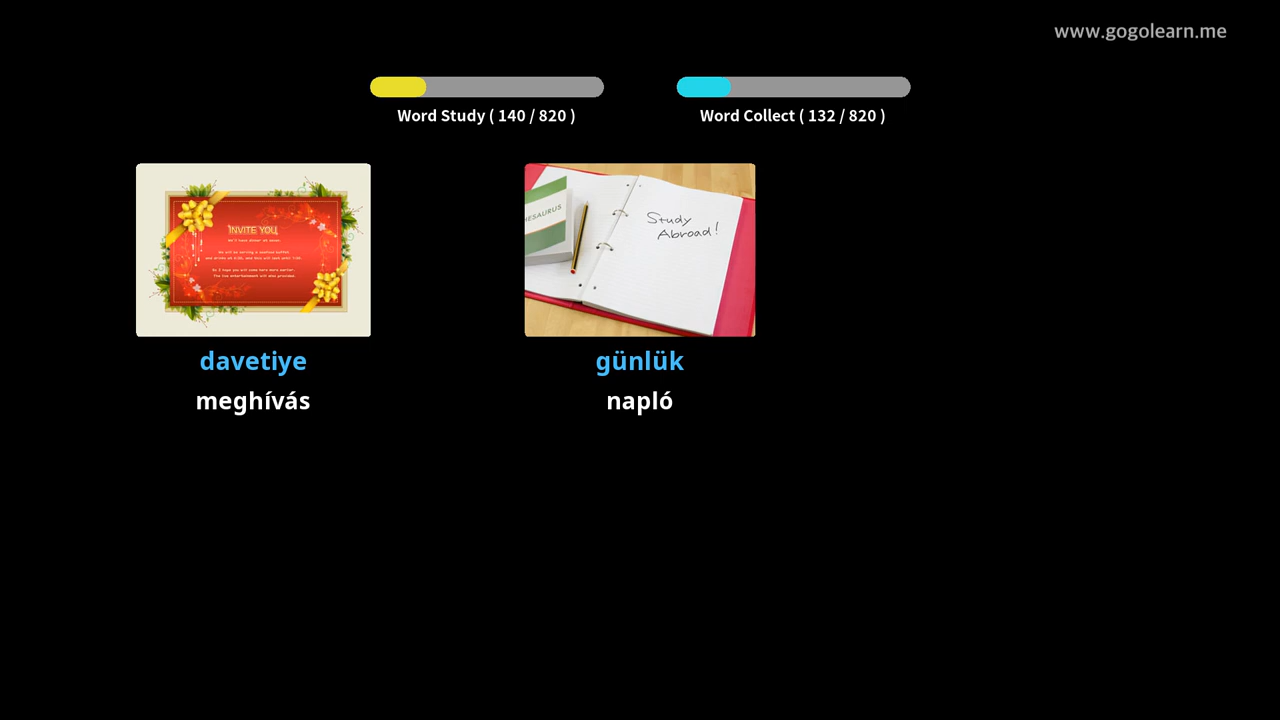 www.gogolearn.me
Word Study ( 140 / 820 )
Word Collect ( 132 / 820 )
INVITE YOU
HESAURUS
Study
Abroad!
davetiye
günlük
meghívás
napló